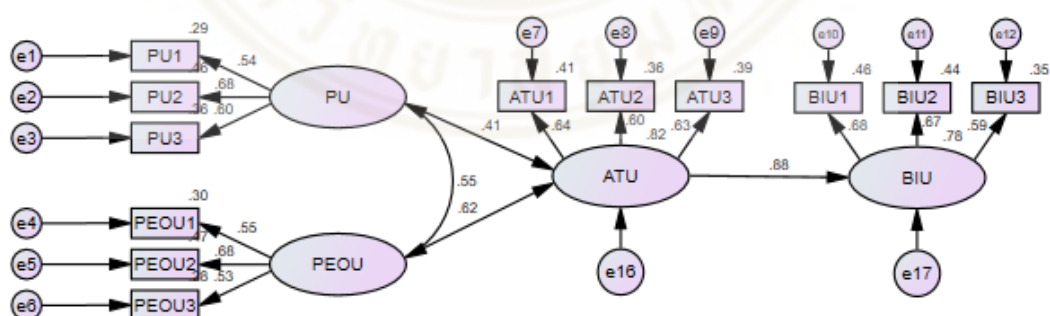 e1
PU1
.29
.54
e2
PU2
.46
.68
e3
PU3
.36
.60
PU
e4
PEOU1
.30
.55
e5
PEOU2
.47
.68
e6
PEOU3
.28
.53
PEOU
.55
.41
.62
e7
e8
e9
.41
.36
.39
ATU1
ATU2
ATU3
.64
.60
.63
.82
ATU
e16
.88
e10
e11
e12
.46
.44
.35
BIU1
BIU2
BIU3
.68
.67
.59
.78
BIU
e17